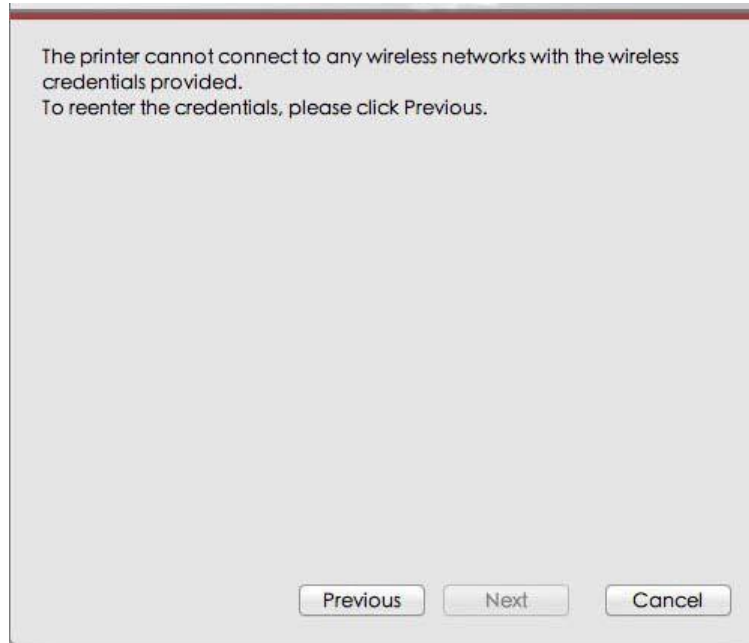 The printer cannot connect to any wireless networks with the wireless
credentials provided.
To reenter the credentials, please click Previous.
Previous Next Cancel